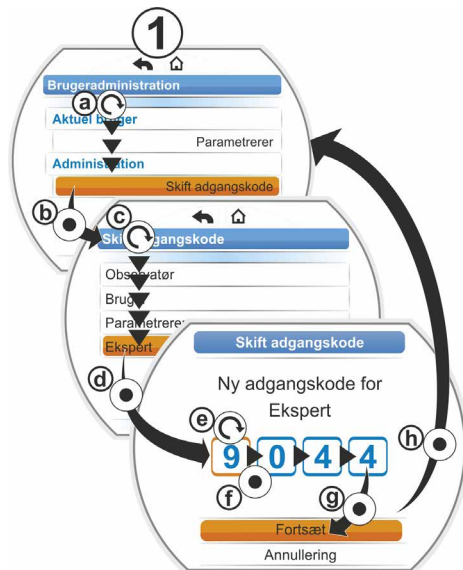 1
Brugeradministration
a
Aktuel bruger
Parametrerer
Administration
Skift adgangskode
b
c
Skift adgangskode
Observatør
Bruger
Parametrerer
Ekspert
d
Skift adgangskode
Ny adgangskode for
Ekspert
e
9 0 4 4
f
g
h
Fortsæt
Annullering